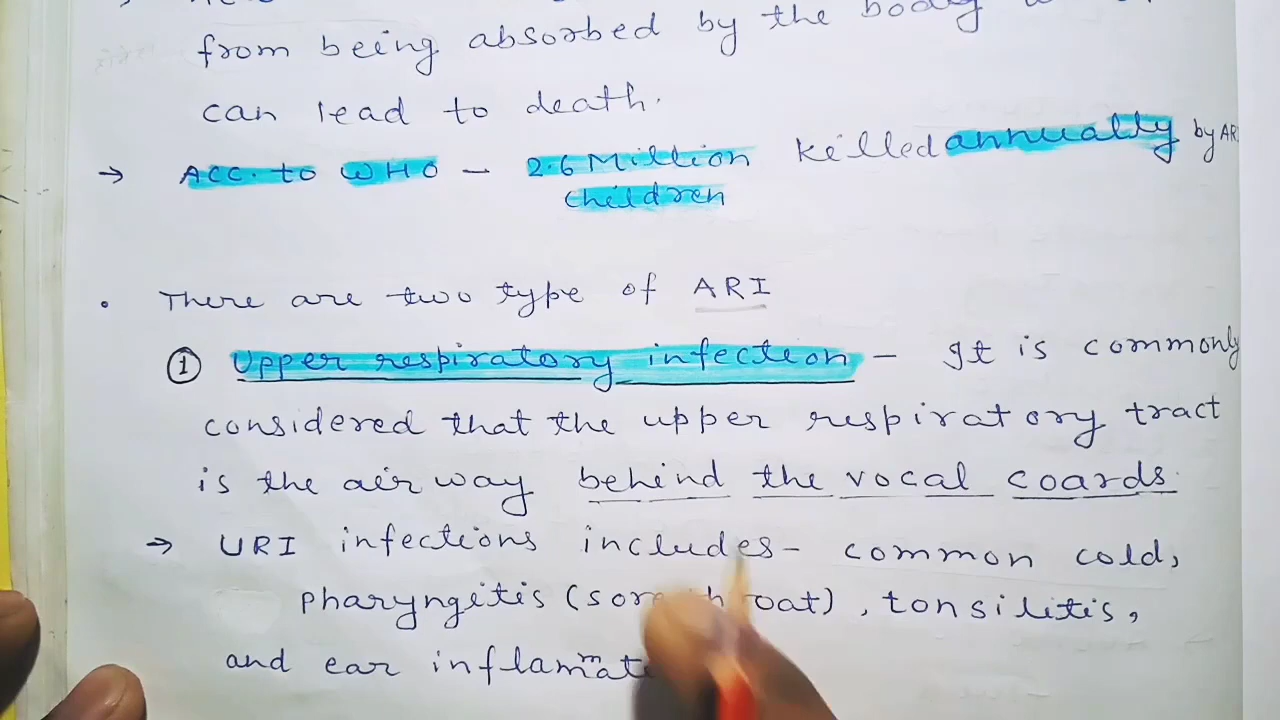 from being absorbed by the body
can lead to death.
→ ACC. to WHO - 2.6 Million killed annually by AR
children
• There are two type of ARI
① Upper respiratory infection - It is commonly
considered that the upper respiratory tract
is the air way behind the vocal coards.
→ URI infections includes - common cold,
pharyngitis (sore throat), tonsilitis,
and ear inflammat